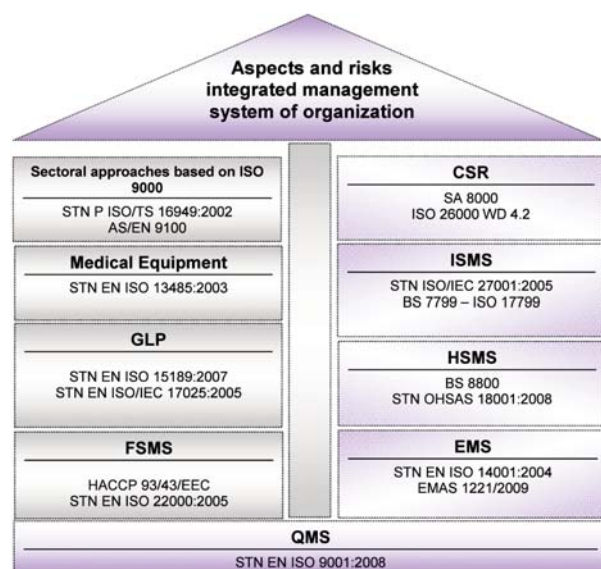 Aspects and risks
integrated management
system of organization
Sectoral approaches based on ISO
9000
STN P ISO/TS 16949:2002
AS/EN 9100
Medical Equipment
STN EN ISO 13485:2003
GLP
STN EN ISO 15189:2007
STN EN ISO/IEC 17025:2005
FSMS
HACCP 93/43/EEC
STN EN ISO 22000:2005
CSR
SA 8000
ISO 26000 WD 4.2
ISMS
STN ISO/IEC 27001:2005
BS 7799 – ISO 17799
HSMS
BS 8800
STN OHSAS 18001:2008
EMS
STN EN ISO 14001:2004
EMAS 1221/2009
QMS
STN EN ISO 9001:2008